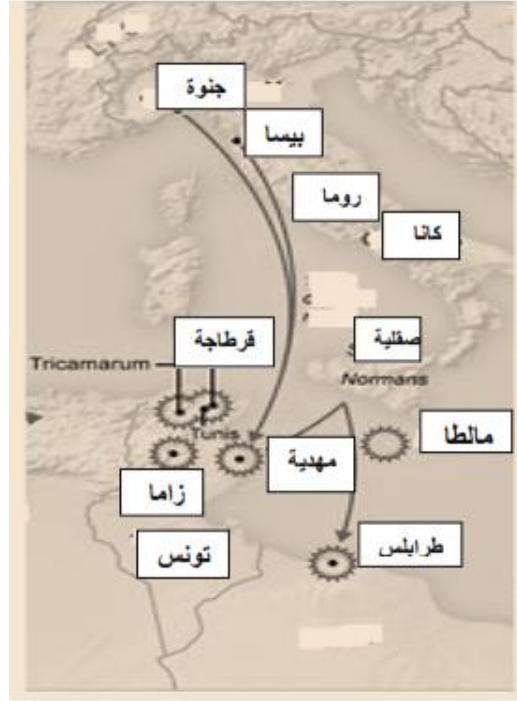 جنوة
بيسا
روما
كانا
قرطاجة
صقلية
Tricamarum
Normans
Tunis
مالطا
مهدية
زاما
تونس
طرابلس